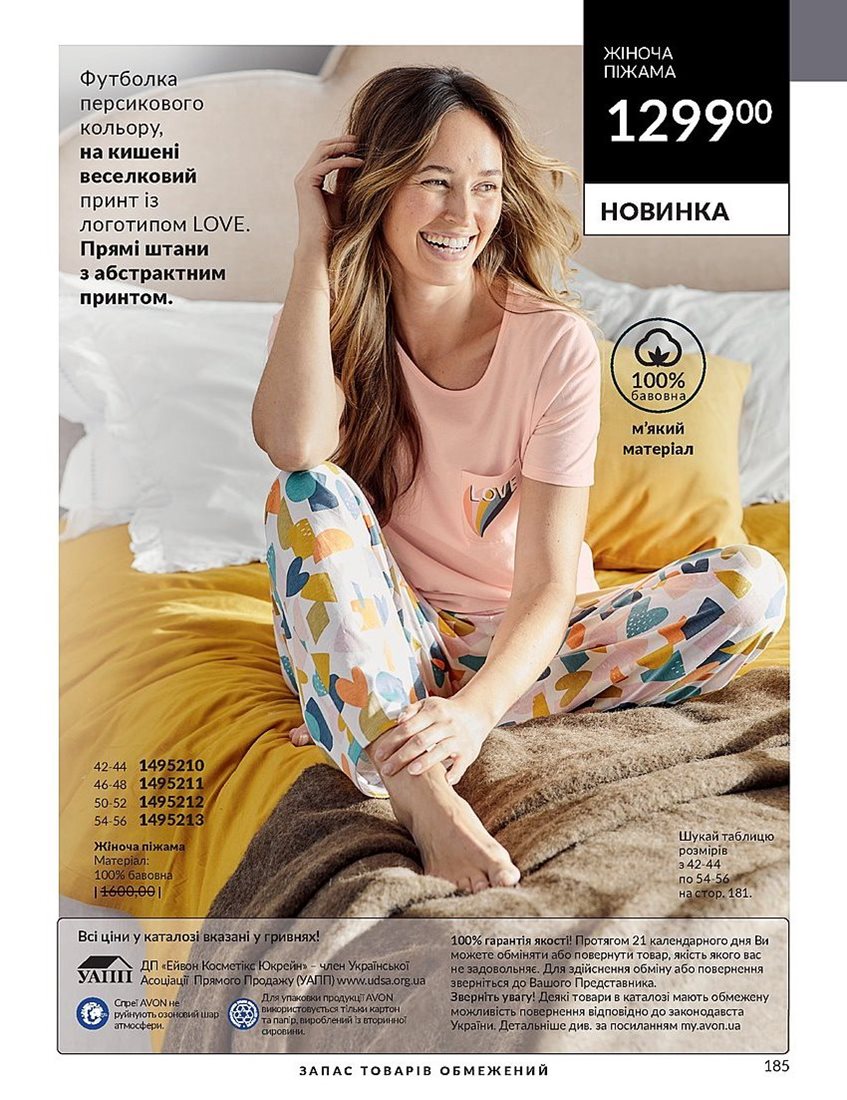 ЖІНОЧА
ПІЖАМА
1299⁰⁰
НОВИНКА
Футболка
персикового
кольору,
на кишені
веселковий
принт із
логотипом LOVE.
Прямі штани
з абстрактним
принтом.
100%
бавовна
м’який
матеріал
LOVE
42-44 1495210
46-48 1495211
50-52 1495212
54-56 1495213
Жіноча піжама
Матеріал:
100% бавовна
|1600,00|
Шукай таблицю
розмірів
з 42-44
по 54-56
на стор. 181.
Всі ціни у каталозі вказані у гривнях!
УАПП
ДП «Ейвон Косметікс Юкрейн» – член Української
Асоціації Прямого Продажу (УАПП) www.udsa.org.ua
Спреї AVON не
руйнують озоновий шар
атмосфери.
Для упаковки продукції AVON
використовується тільки картон
та папір, вироблений із вторинної
сировини.
100% гарантія якості! Протягом 21 календарного дня Ви
можете обміняти або повернути товар, якість якого вас
не задовольняє. Для здійснення обміну або повернення
зверніться до Вашого Представника.
Зверніть увагу! Деякі товари в каталозі мають обмежену
можливість повернення відповідно до законодавста
України. Детальніше див. за посиланням my.avon.ua
ЗАПАС ТОВАРІВ ОБМЕЖЕНИЙ
185